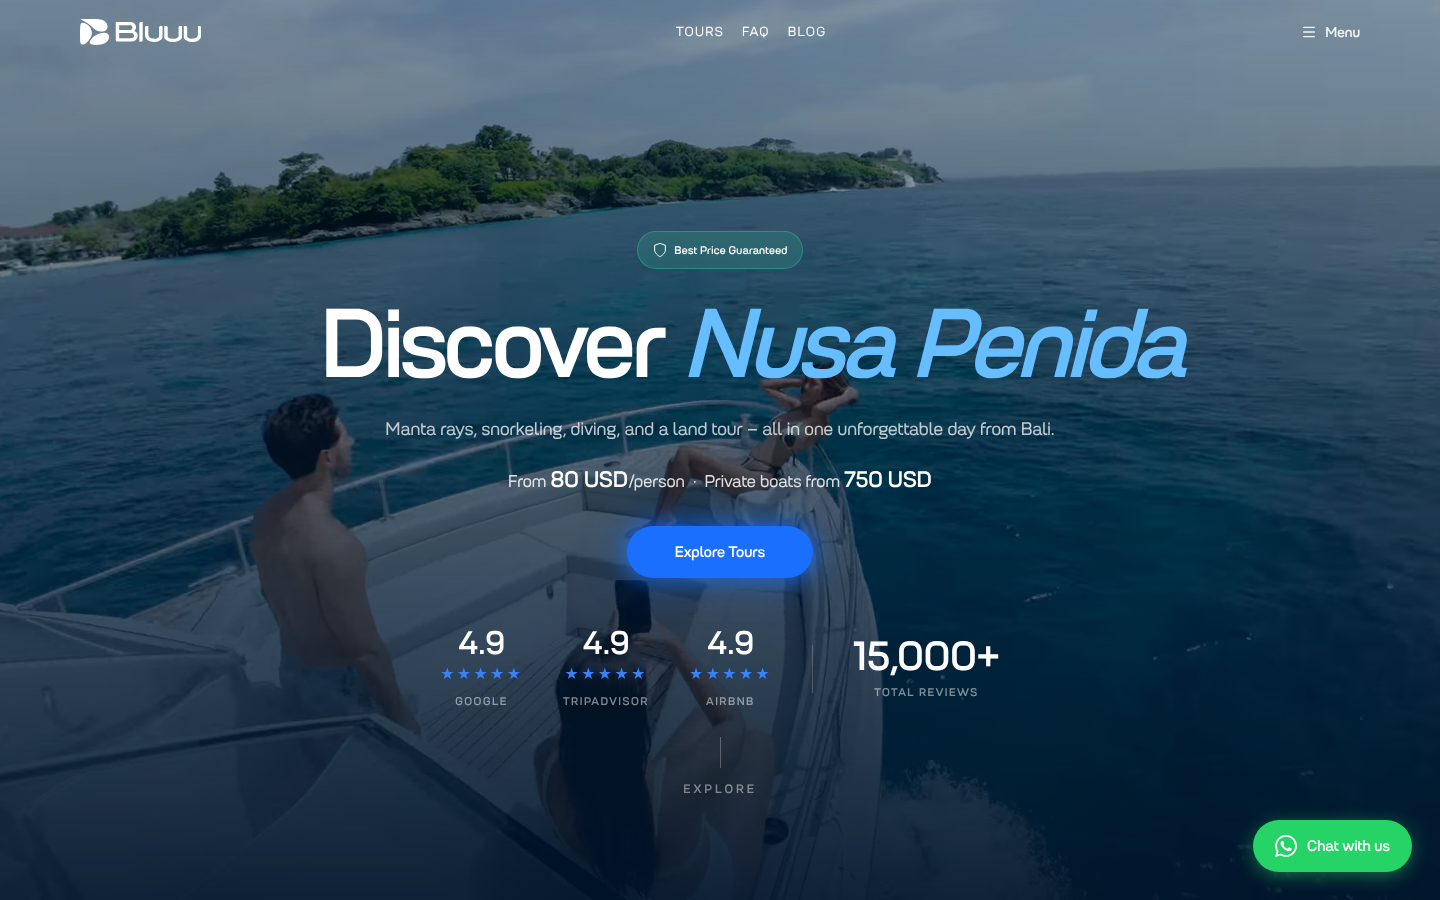 Bluuu
TOURS FAQ BLOG
Menu
Best Price Guaranteed
Discover Nusa Penida
Manta rays, snorkeling, diving, and a land tour – all in one unforgettable day from Bali.
From 80 USD/person · Private boats from 750 USD
Explore Tours
4.9 4.9 4.9 15,000+
★★★★★ ★★★★★ ★★★★★
GOOGLE TRIPADVISOR AIRBNB TOTAL REVIEWS
EXPLORE
Chat with us